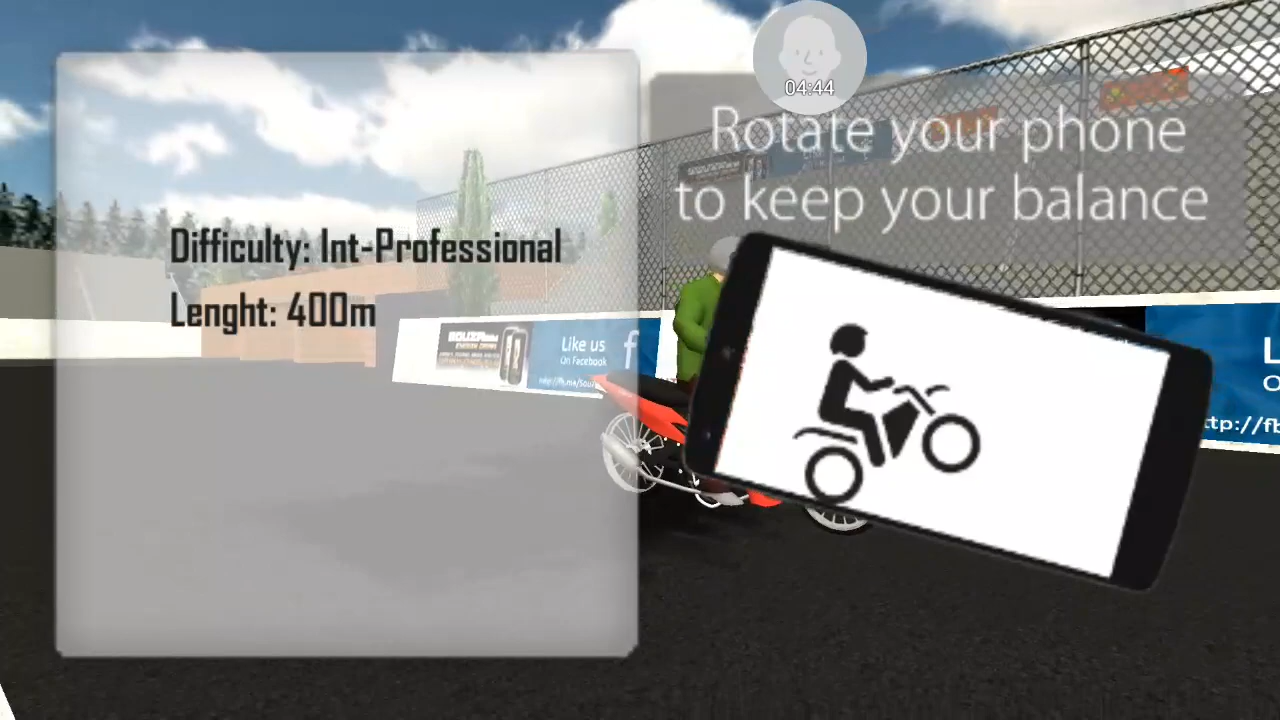 04:44
Rotate your phone
to keep your balance
Difficulty: Int-Professional
Lenght: 400m
Like us
On Facebook
f